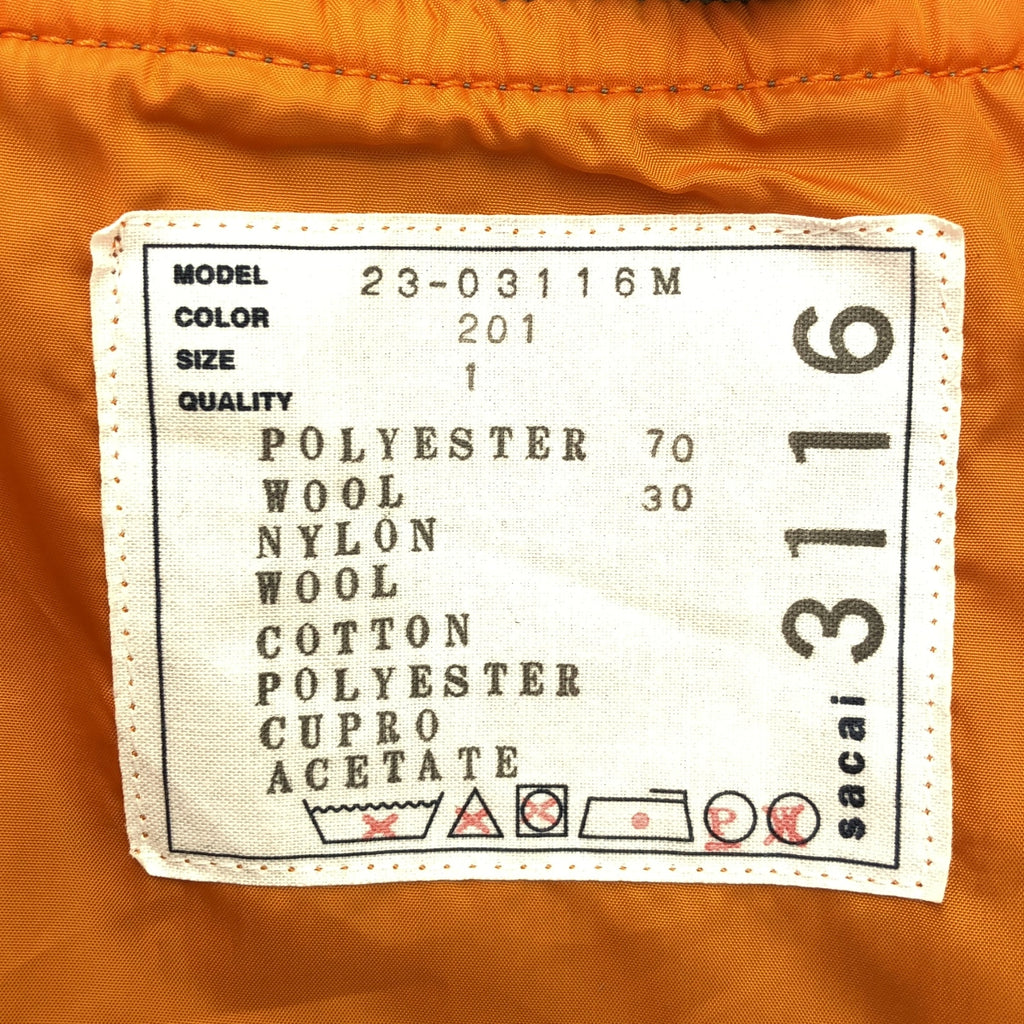 MODEL 23-03116M
COLOR 201
SIZE 1
QUALITY
POLYESTER 70
WOOL 30
NYLON
WOOL
COTTON
POLYESTER
CUPRO
ACETATE
P W
sacai 3116